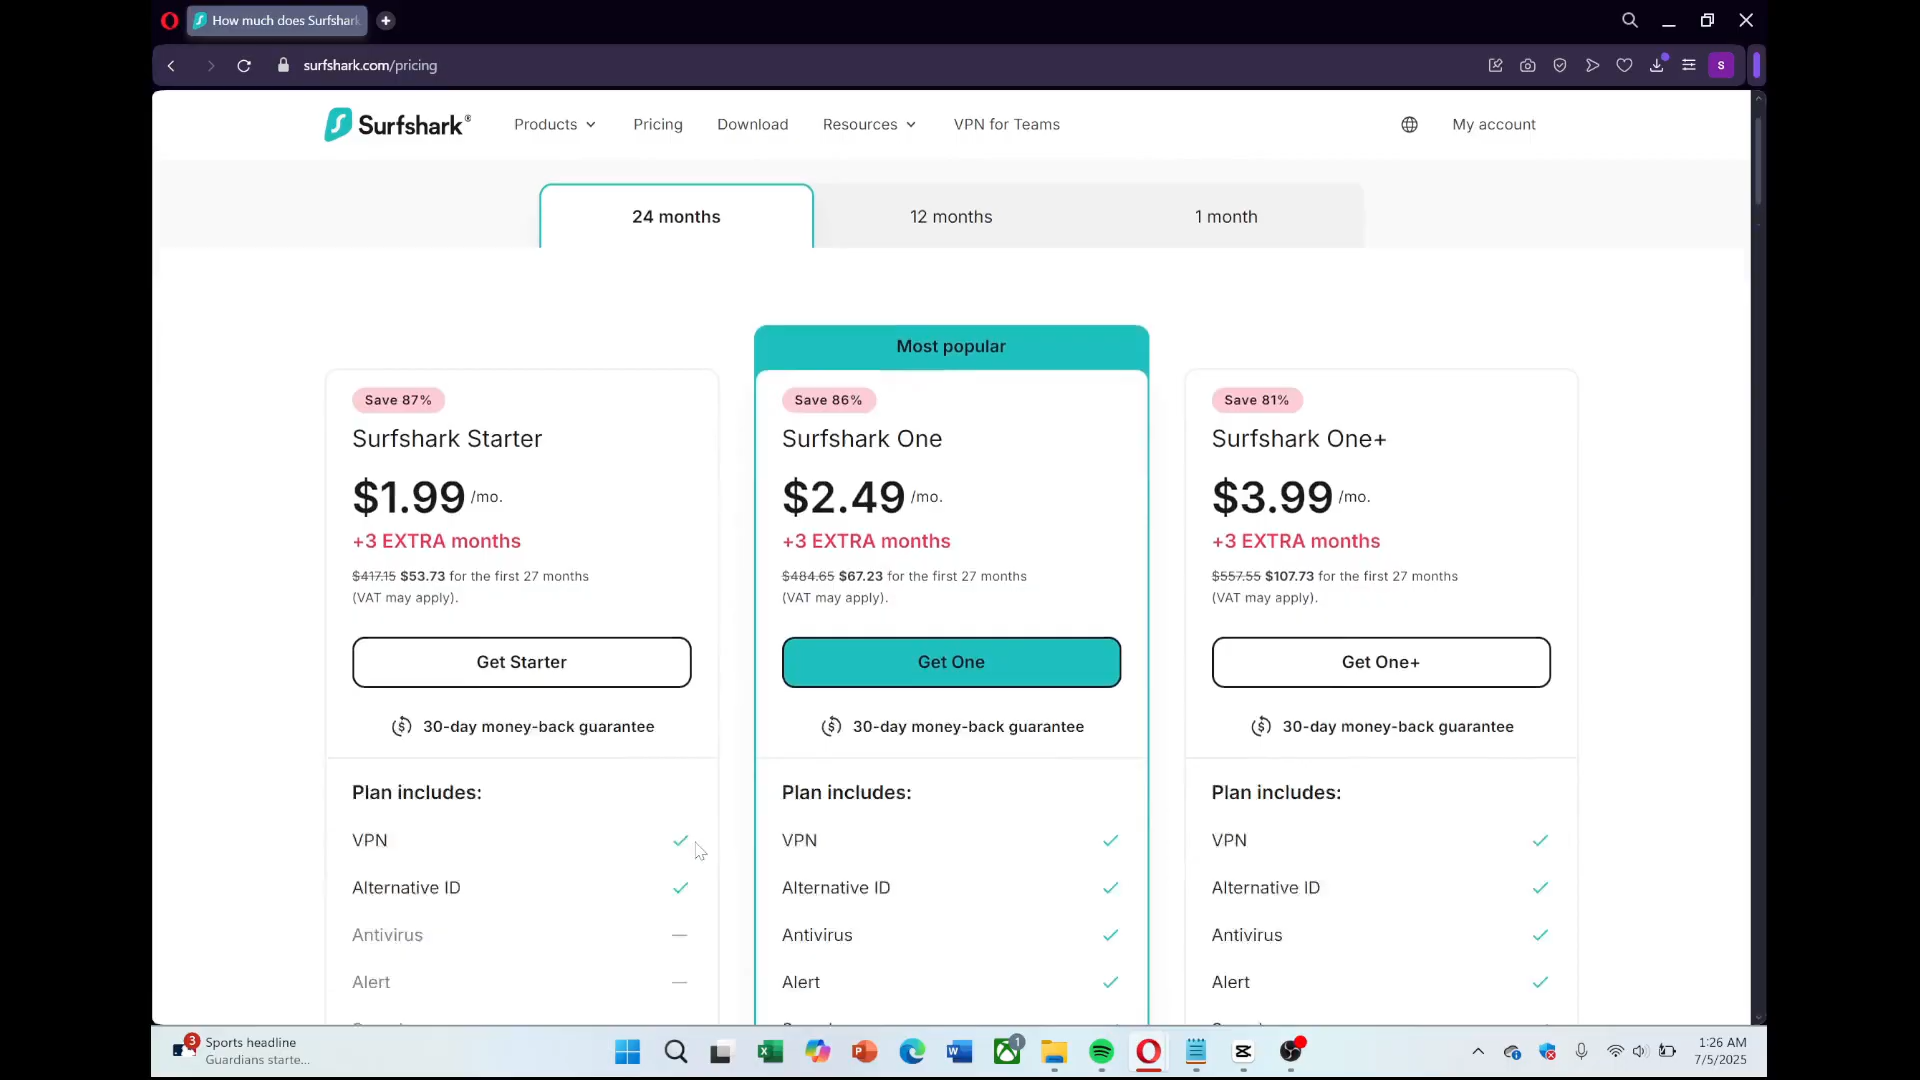 How much does Surfshark
surfshark.com/pricing
S
Surfshark®
Products
Pricing
Download
Resources
VPN for Teams
My account
24 months
12 months
1 month
Most popular
Save 87%
Surfshark Starter
$1.99 /mo.
+3 EXTRA months
$417.15 $53.73 for the first 27 months
(VAT may apply).
Get Starter
30-day money-back guarantee
Plan includes:
VPN
Alternative ID
Antivirus
Alert
Save 86%
Surfshark One
$2.49 /mo.
+3 EXTRA months
$484.65 $67.23 for the first 27 months
(VAT may apply).
Get One
30-day money-back guarantee
Plan includes:
VPN
Alternative ID
Antivirus
Alert
Save 81%
Surfshark One+
$3.99 /mo.
+3 EXTRA months
$557.55 $107.73 for the first 27 months
(VAT may apply).
Get One+
30-day money-back guarantee
Plan includes:
VPN
Alternative ID
Antivirus
Alert
3
Sports headline
Guardians starte...
1
1:26 AM
7/5/2025